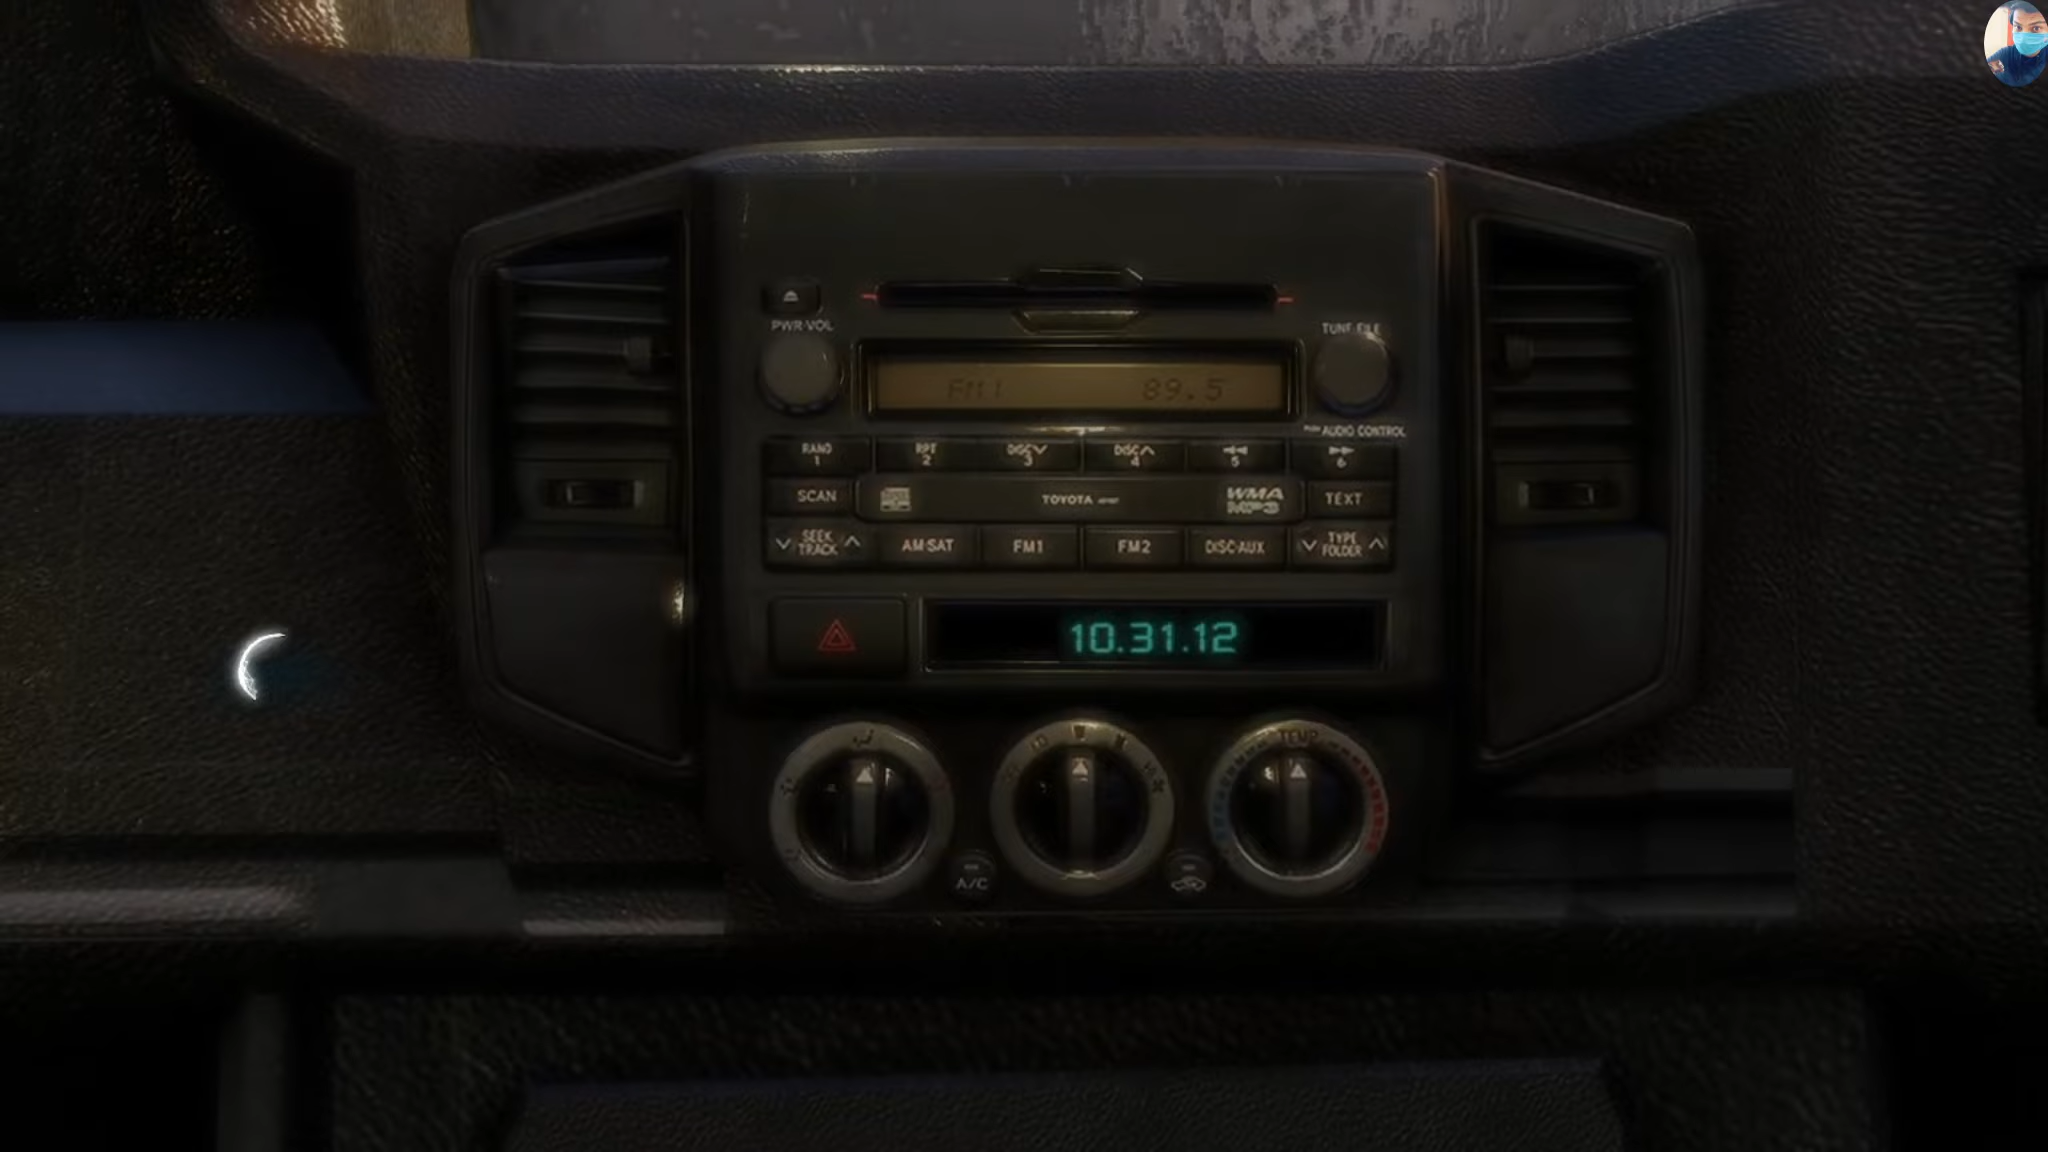 PWR·VOL
TUNE·FILE
FM1 89.5
AUDIO CONTROL
RAND
1
RPT
2
DISC
3
DISC
4
5
6
SCAN
TOYOTA
WMA
MP3
TEXT
SEEK
TRACK
AM·SAT
FM1
FM2
DISC·AUX
TYPE
FOLDER
10.31.12
TEMP
A/C